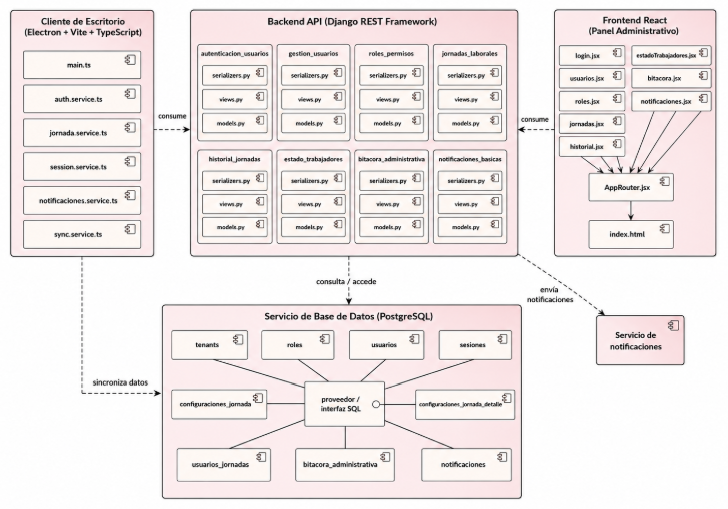 Cliente de Escritorio
(Electron + Vite + TypeScript)
main.ts
auth.service.ts
jornada.service.ts
session.service.ts
notificaciones.service.ts
sync.service.ts
consume
Backend API (Django REST Framework)
autenticacion_usuarios
serializers.py
views.py
models.py
gestion_usuarios
serializers.py
views.py
models.py
roles_permisos
serializers.py
views.py
models.py
jornadas_laborales
serializers.py
views.py
models.py
historial_jornadas
serializers.py
views.py
models.py
estado_trabajadores
serializers.py
views.py
models.py
bitacora_administrativa
serializers.py
views.py
models.py
notificaciones_basicas
serializers.py
views.py
models.py
consume
Frontend React
(Panel Administrativo)
login.jsx
usuarios.jsx
roles.jsx
jornadas.jsx
historial.jsx
estadoTrabajadores.jsx
bitacora.jsx
notificaciones.jsx
AppRouter.jsx
index.html
consulta / accede
envía
notificaciones
Servicio de
notificaciones
sincroniza datos
Servicio de Base de Datos (PostgreSQL)
tenants
roles
usuarios
sesiones
configuraciones_jornada
proveedor /
interfaz SQL
configuraciones_jornada_detalle
usuarios_jornadas
bitacora_administrativa
notificaciones